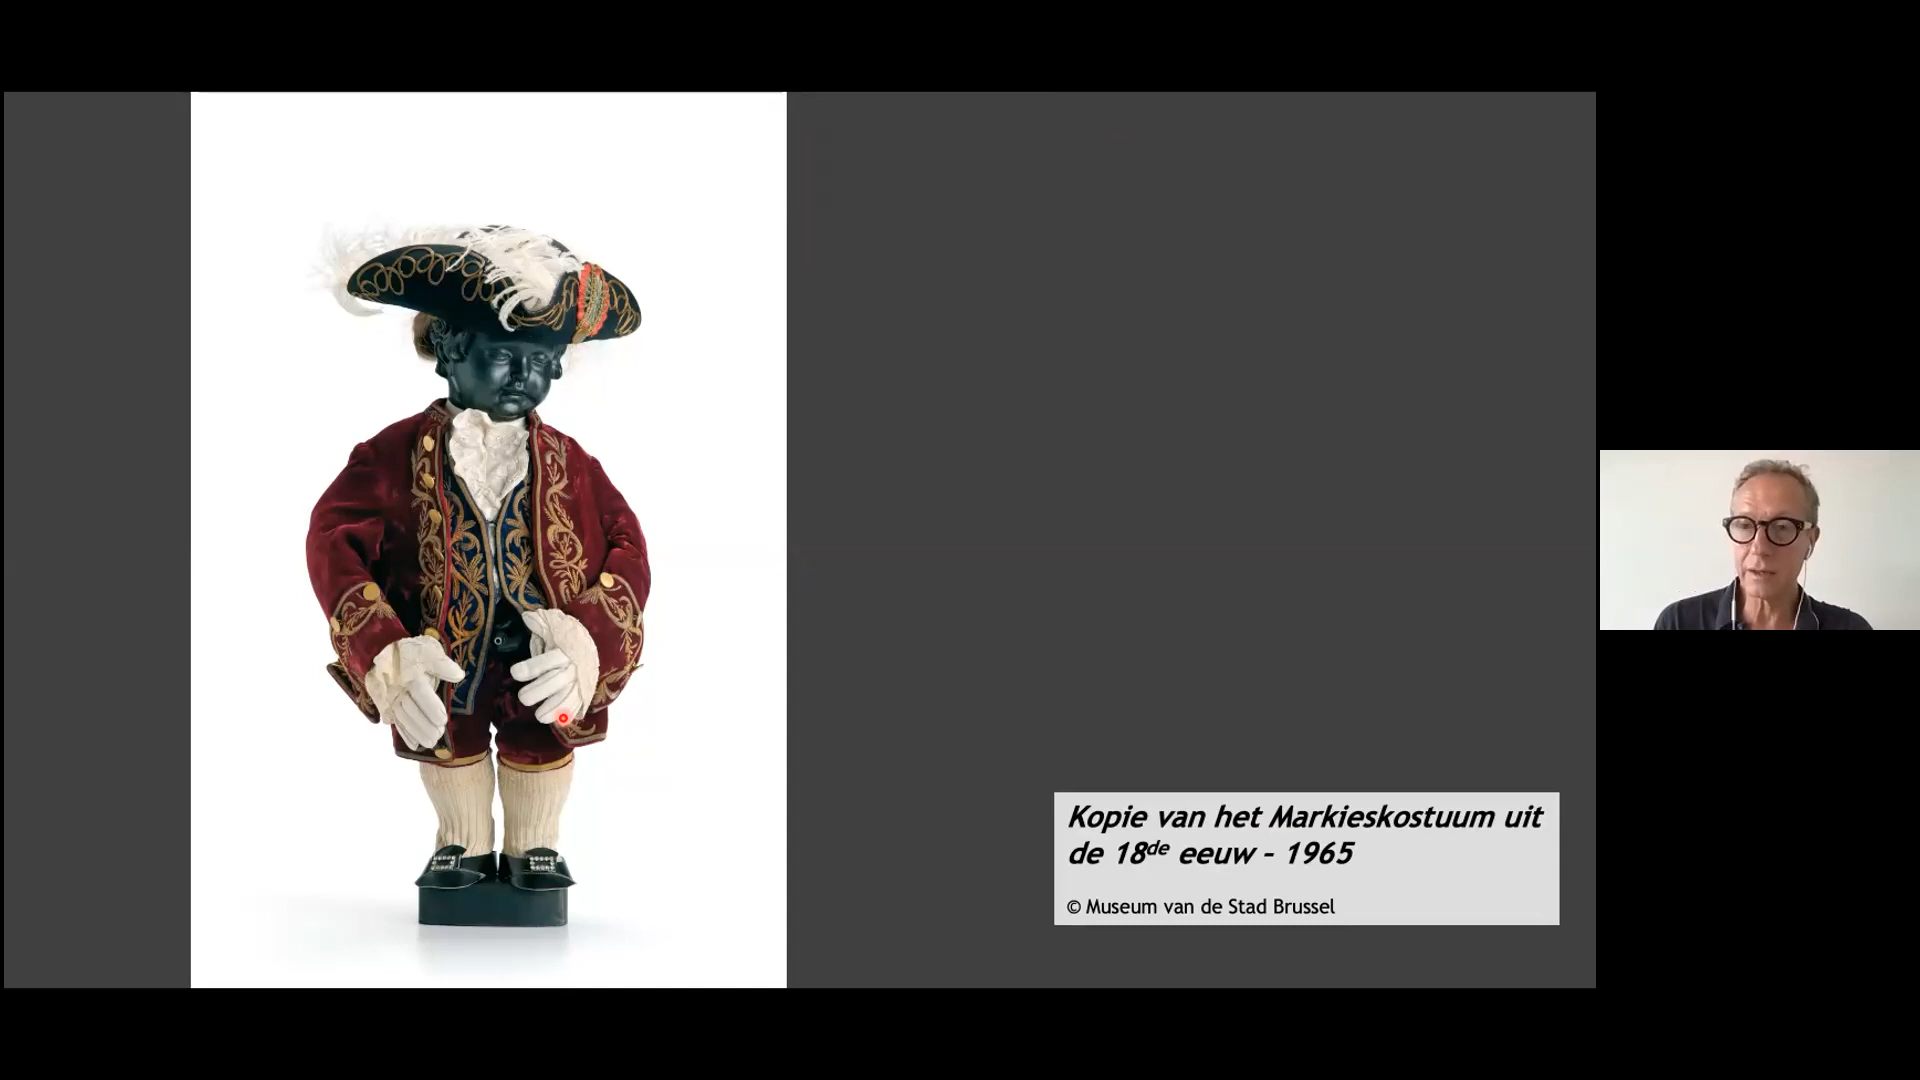 Kopie van het Markieskostuum uit
de 18de eeuw – 1965
© Museum van de Stad Brussel